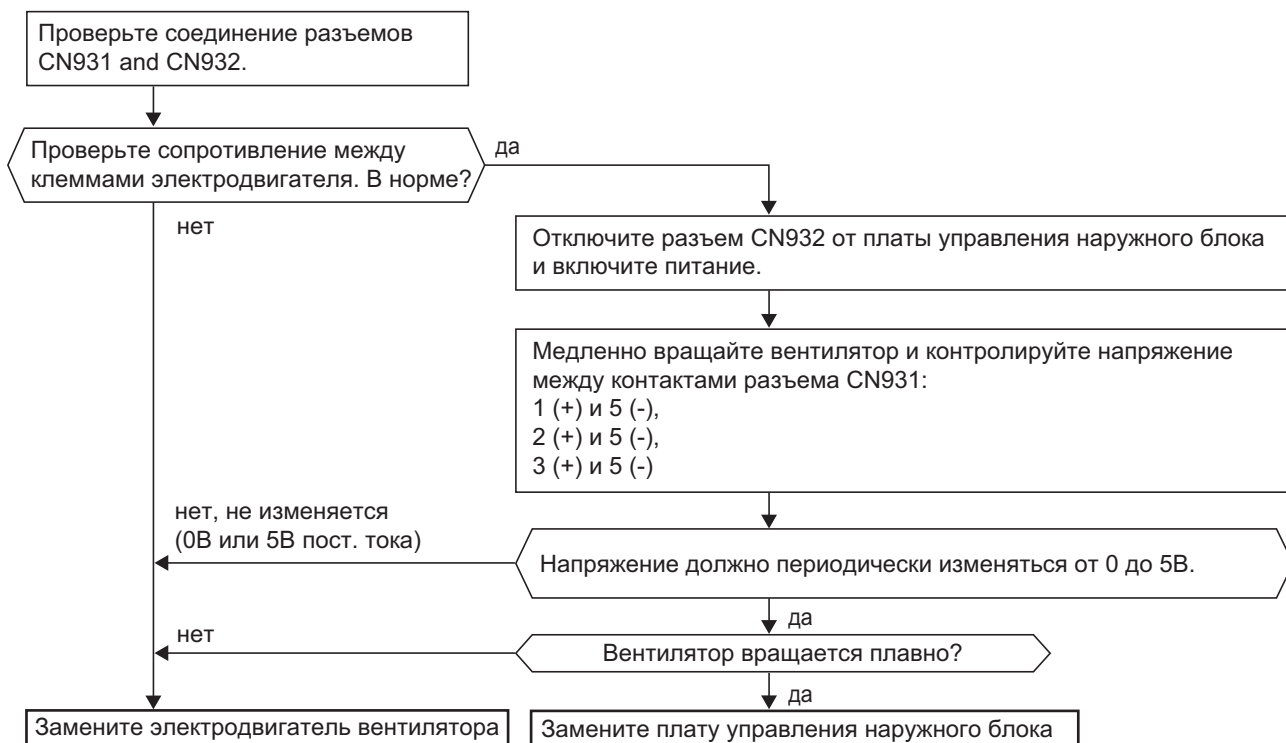 Проверьте соединение разъемов
CN931 and CN932.
Проверьте сопротивление между
клеммами электродвигателя. В норме?
да
нет
Отключите разъем CN932 от платы управления наружного блока
и включите питание.
Медленно вращайте вентилятор и контролируйте напряжение
между контактами разъема CN931:
1 (+) и 5 (-),
2 (+) и 5 (-),
3 (+) и 5 (-)
нет, не изменяется
(0В или 5В пост. тока)
Напряжение должно периодически изменяться от 0 до 5В.
да
нет
Вентилятор вращается плавно?
да
Замените электродвигатель вентилятора
Замените плату управления наружного блока